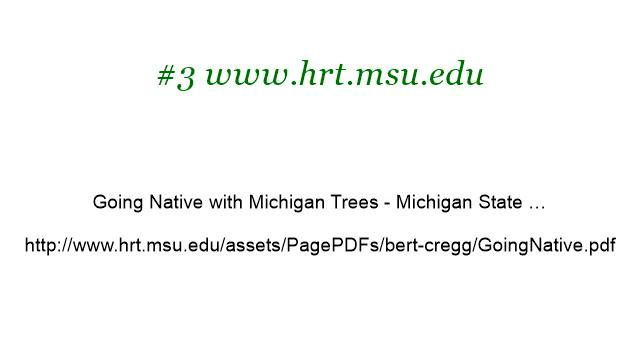 #3 www.hrt.msu.edu
Going Native with Michigan Trees - Michigan State …
http://www.hrt.msu.edu/assets/PagePDFs/bert-cregg/GoingNative.pdf